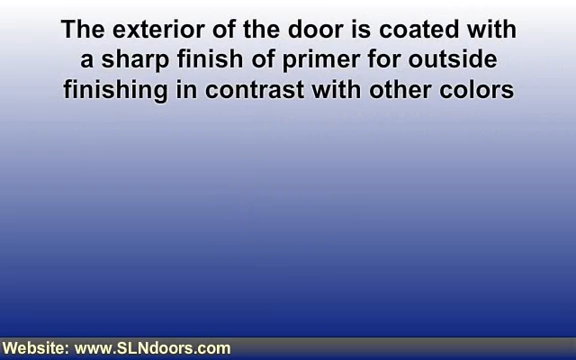 The exterior of the door is coated with
a sharp finish of primer for outside
finishing in contrast with other colors
Website: www.SLNdoors.com